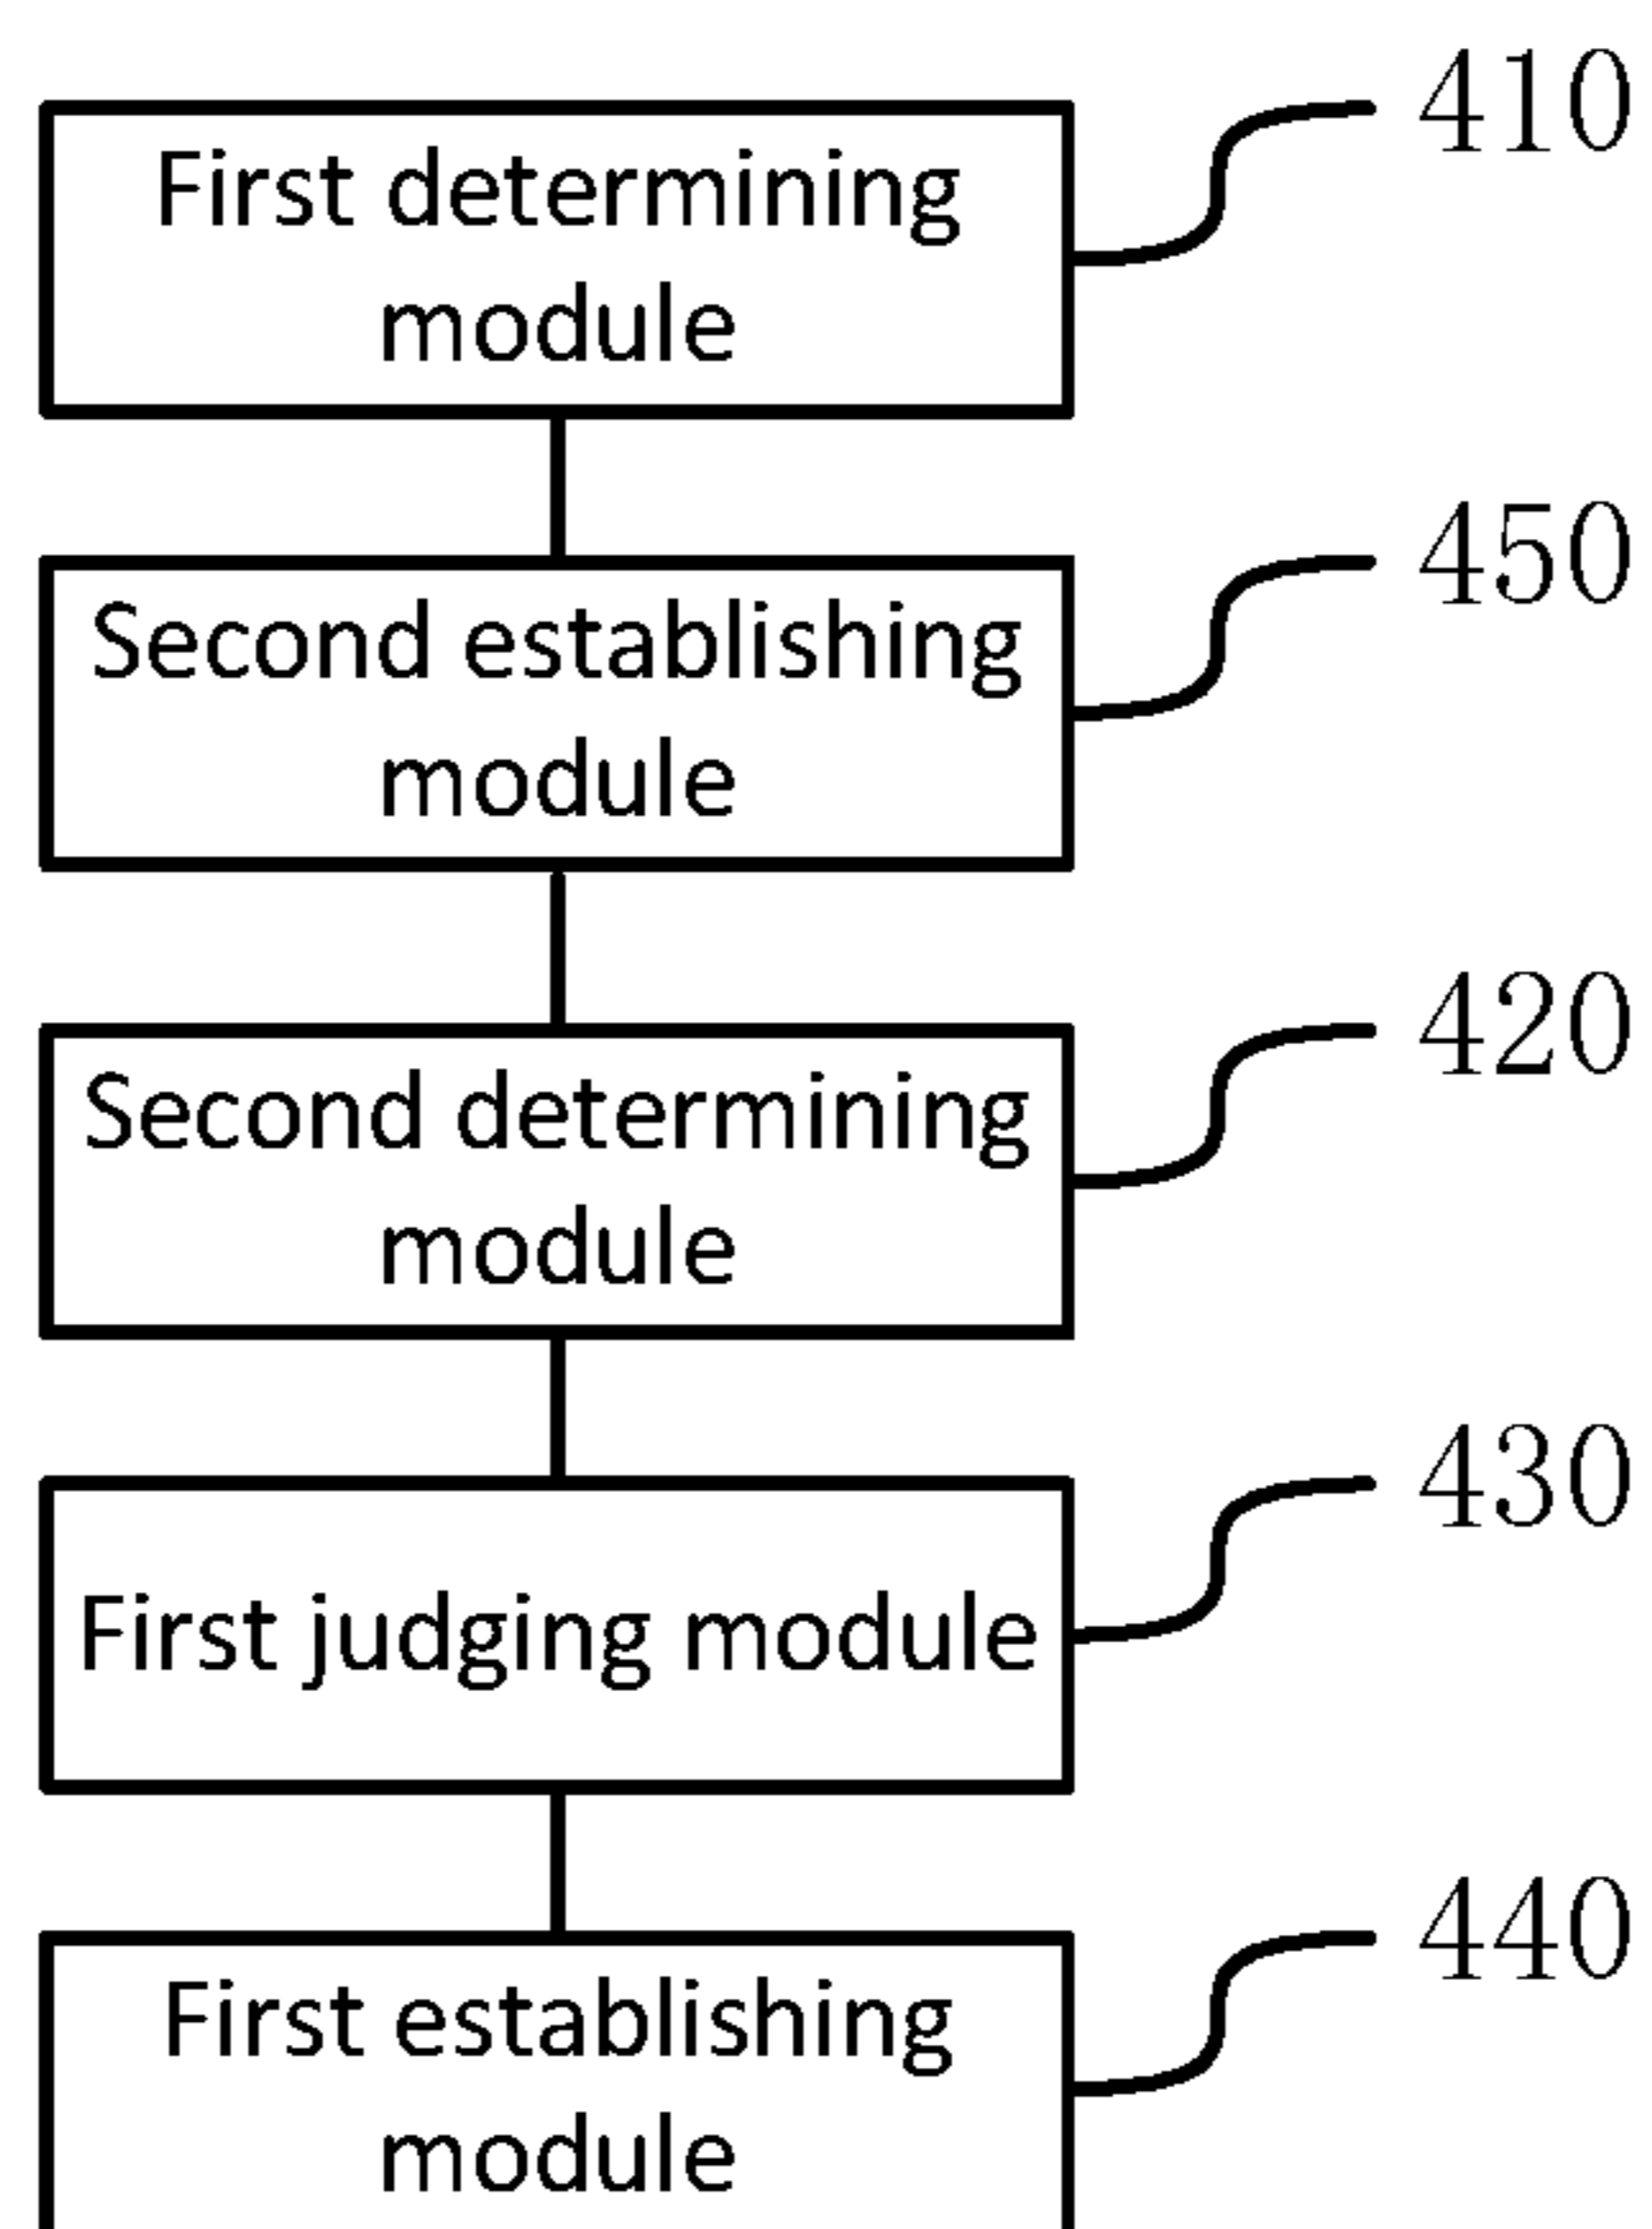 410
First determining
module
450
Second establishing
module
420
Second determining
module
430
First judging module
440
First establishing
module